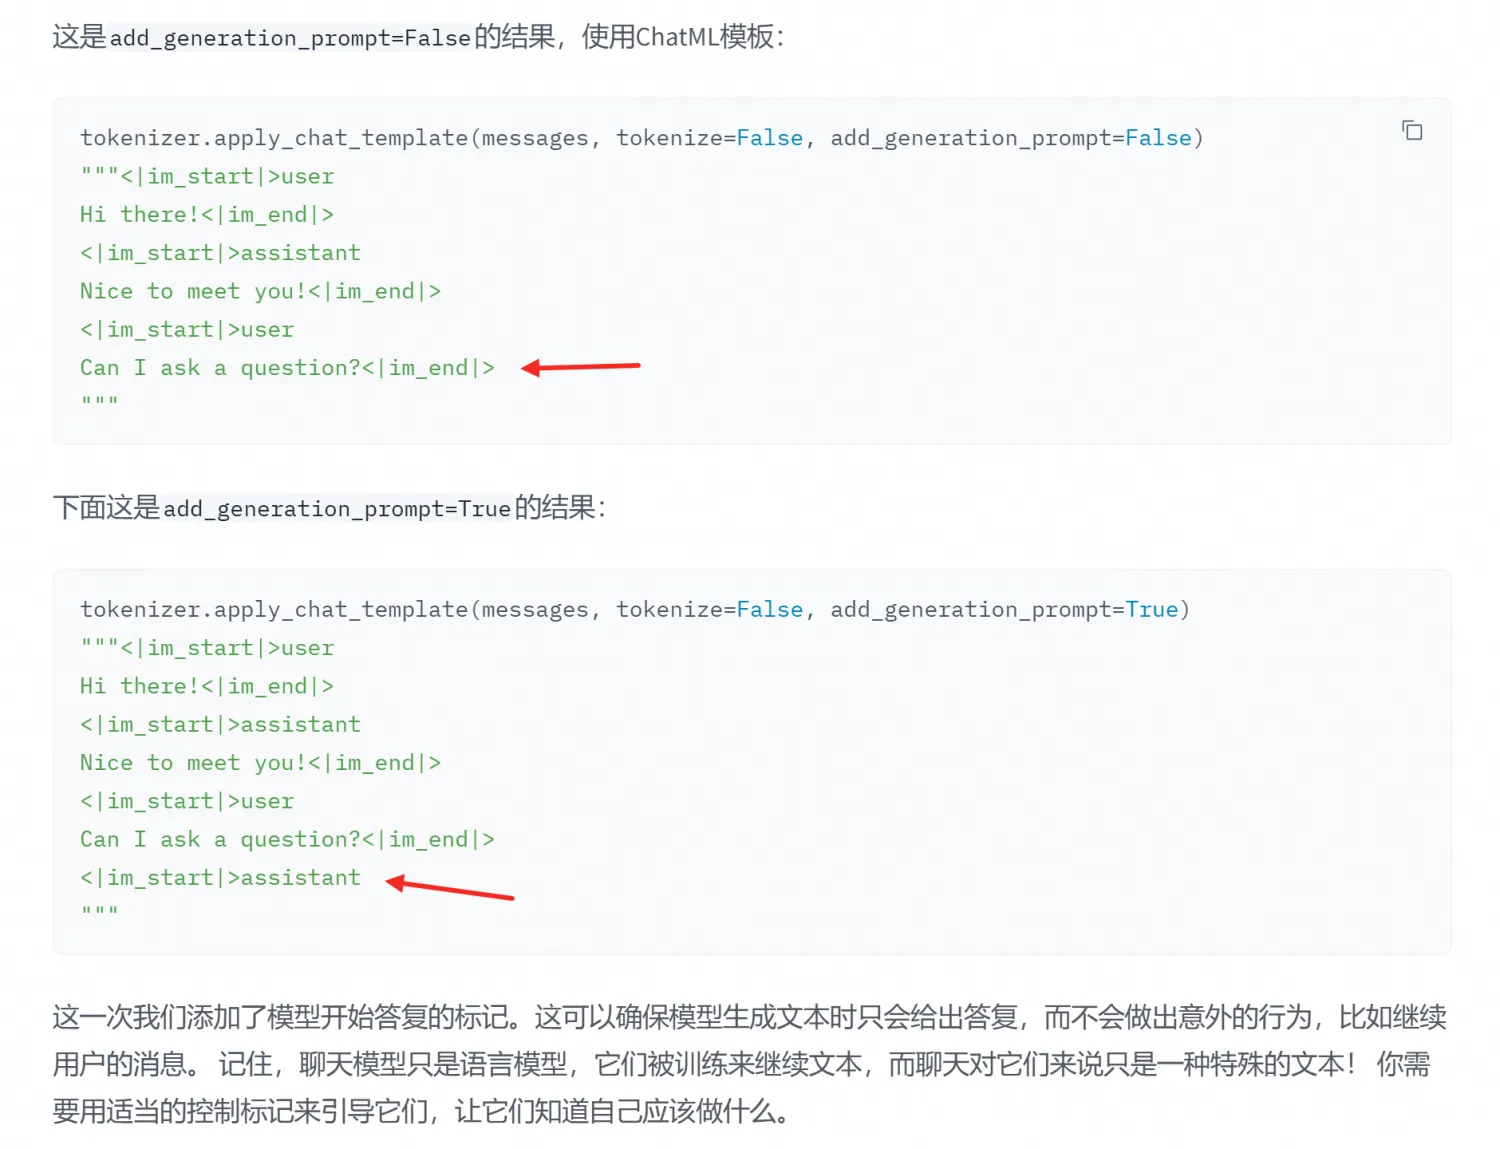 这是add_generation_prompt=False的结果，使用ChatML模板：
tokenizer.apply_chat_template(messages, tokenize=False, add_generation_prompt=False)
"""<|im_start|>user
Hi there!<|im_end|>
<|im_start|>assistant
Nice to meet you!<|im_end|>
<|im_start|>user
Can I ask a question?<|im_end|>
"""
下面这是add_generation_prompt=True的结果：
tokenizer.apply_chat_template(messages, tokenize=False, add_generation_prompt=True)
"""<|im_start|>user
Hi there!<|im_end|>
<|im_start|>assistant
Nice to meet you!<|im_end|>
<|im_start|>user
Can I ask a question?<|im_end|>
<|im_start|>assistant
"""
这一次我们添加了模型开始答复的标记。这可以确保模型生成文本时只会给出答复，而不会做出意外的行为，比如继续
用户的消息。 记住，聊天模型只是语言模型，它们被训练来继续文本，而聊天对它们来说只是一种特殊的文本！ 你需
要用适当的控制标记来引导它们，让它们知道自己应该做什么。